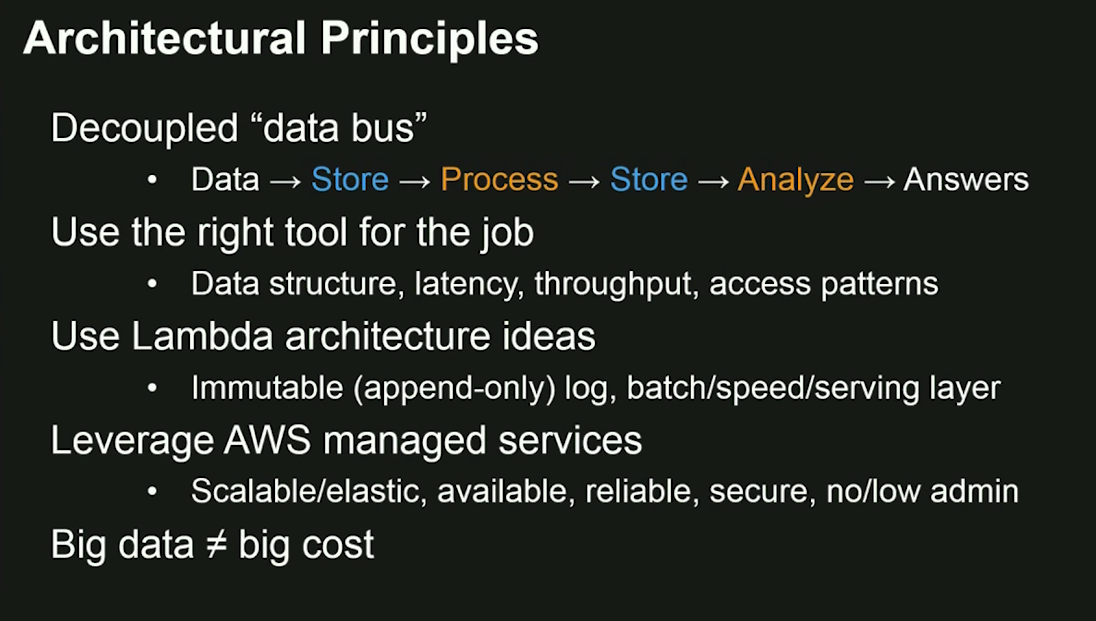 Architectural Principles
Decoupled “data bus”
• Data → Store → Process → Store → Analyze → Answers
Use the right tool for the job
• Data structure, latency, throughput, access patterns
Use Lambda architecture ideas
• Immutable (append-only) log, batch/speed/serving layer
Leverage AWS managed services
• Scalable/elastic, available, reliable, secure, no/low admin
Big data ≠ big cost